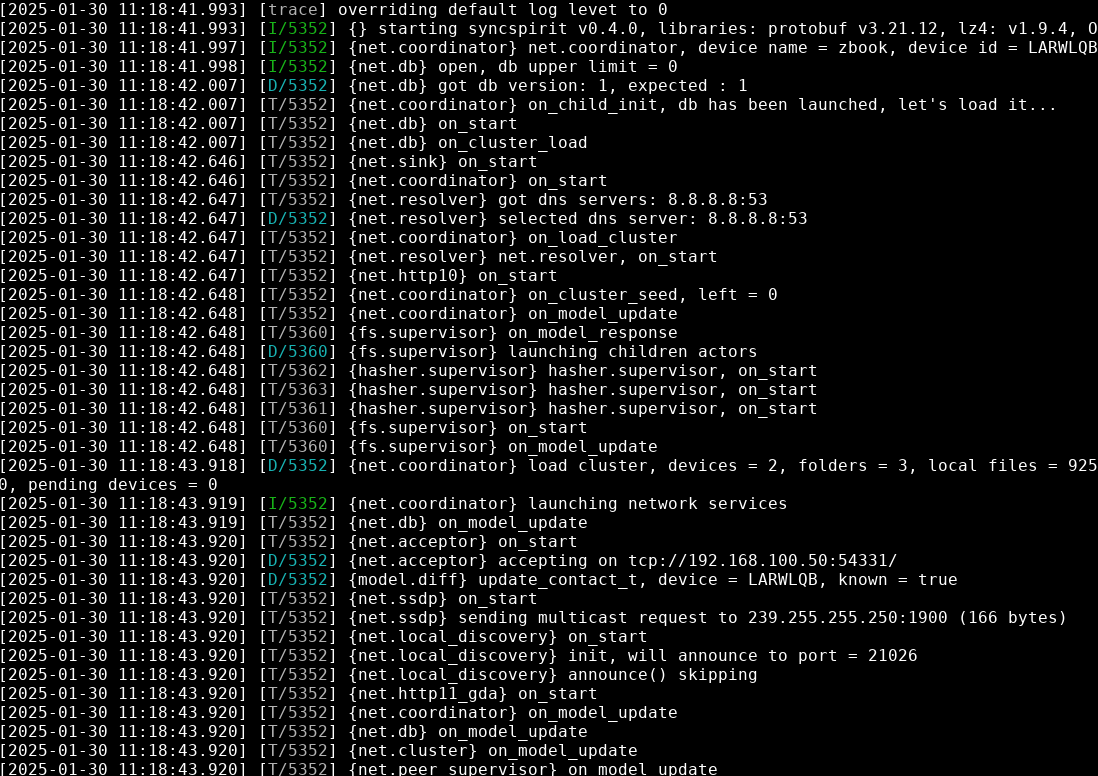 [2025-01-30 11:18:41.993] [trace] overriding default log levet to 0
[2025-01-30 11:18:41.993] [I/5352] {} starting syncspirit v0.4.0, libraries: protobuf v3.21.12, lz4: v1.9.4, O
[2025-01-30 11:18:41.997] [I/5352] {net.coordinator} net.coordinator, device name = zbook, device id = LARWLQB
[2025-01-30 11:18:41.998] [I/5352] {net.db} open, db upper limit = 0
[2025-01-30 11:18:42.007] [D/5352] {net.db} got db version: 1, expected : 1
[2025-01-30 11:18:42.007] [T/5352] {net.coordinator} on_child_init, db has been launched, let's load it...
[2025-01-30 11:18:42.007] [T/5352] {net.db} on_start
[2025-01-30 11:18:42.007] [T/5352] {net.db} on_cluster_load
[2025-01-30 11:18:42.646] [T/5352] {net.sink} on_start
[2025-01-30 11:18:42.646] [T/5352] {net.coordinator} on_start
[2025-01-30 11:18:42.647] [T/5352] {net.resolver} got dns servers: 8.8.8.8:53
[2025-01-30 11:18:42.647] [D/5352] {net.resolver} selected dns server: 8.8.8.8:53
[2025-01-30 11:18:42.647] [T/5352] {net.coordinator} on_load_cluster
[2025-01-30 11:18:42.647] [T/5352] {net.resolver} net.resolver, on_start
[2025-01-30 11:18:42.647] [T/5352] {net.http10} on_start
[2025-01-30 11:18:42.648] [T/5352] {net.coordinator} on_cluster_seed, left = 0
[2025-01-30 11:18:42.648] [T/5352] {net.coordinator} on_model_update
[2025-01-30 11:18:42.648] [T/5360] {fs.supervisor} on_model_response
[2025-01-30 11:18:42.648] [D/5360] {fs.supervisor} launching children actors
[2025-01-30 11:18:42.648] [T/5362] {hasher.supervisor} hasher.supervisor, on_start
[2025-01-30 11:18:42.648] [T/5363] {hasher.supervisor} hasher.supervisor, on_start
[2025-01-30 11:18:42.648] [T/5361] {hasher.supervisor} hasher.supervisor, on_start
[2025-01-30 11:18:42.648] [T/5360] {fs.supervisor} on_start
[2025-01-30 11:18:42.648] [T/5360] {fs.supervisor} on_model_update
[2025-01-30 11:18:43.918] [D/5352] {net.coordinator} load cluster, devices = 2, folders = 3, local files = 925
0, pending devices = 0
[2025-01-30 11:18:43.919] [I/5352] {net.coordinator} launching network services
[2025-01-30 11:18:43.919] [T/5352] {net.db} on_model_update
[2025-01-30 11:18:43.920] [T/5352] {net.acceptor} on_start
[2025-01-30 11:18:43.920] [D/5352] {net.acceptor} accepting on tcp://192.168.100.50:54331/
[2025-01-30 11:18:43.920] [D/5352] {model.diff} update_contact_t, device = LARWLQB, known = true
[2025-01-30 11:18:43.920] [T/5352] {net.ssdp} on_start
[2025-01-30 11:18:43.920] [T/5352] {net.ssdp} sending multicast request to 239.255.255.250:1900 (166 bytes)
[2025-01-30 11:18:43.920] [T/5352] {net.local_discovery} on_start
[2025-01-30 11:18:43.920] [T/5352] {net.local_discovery} init, will announce to port = 21026
[2025-01-30 11:18:43.920] [T/5352] {net.local_discovery} announce() skipping
[2025-01-30 11:18:43.920] [T/5352] {net.http11_gda} on_start
[2025-01-30 11:18:43.920] [T/5352] {net.coordinator} on_model_update
[2025-01-30 11:18:43.920] [T/5352] {net.db} on_model_update
[2025-01-30 11:18:43.920] [T/5352] {net.cluster} on_model_update
[2025-01-30 11:18:43.920] [T/5352] {net.peer_supervisor} on_model_update